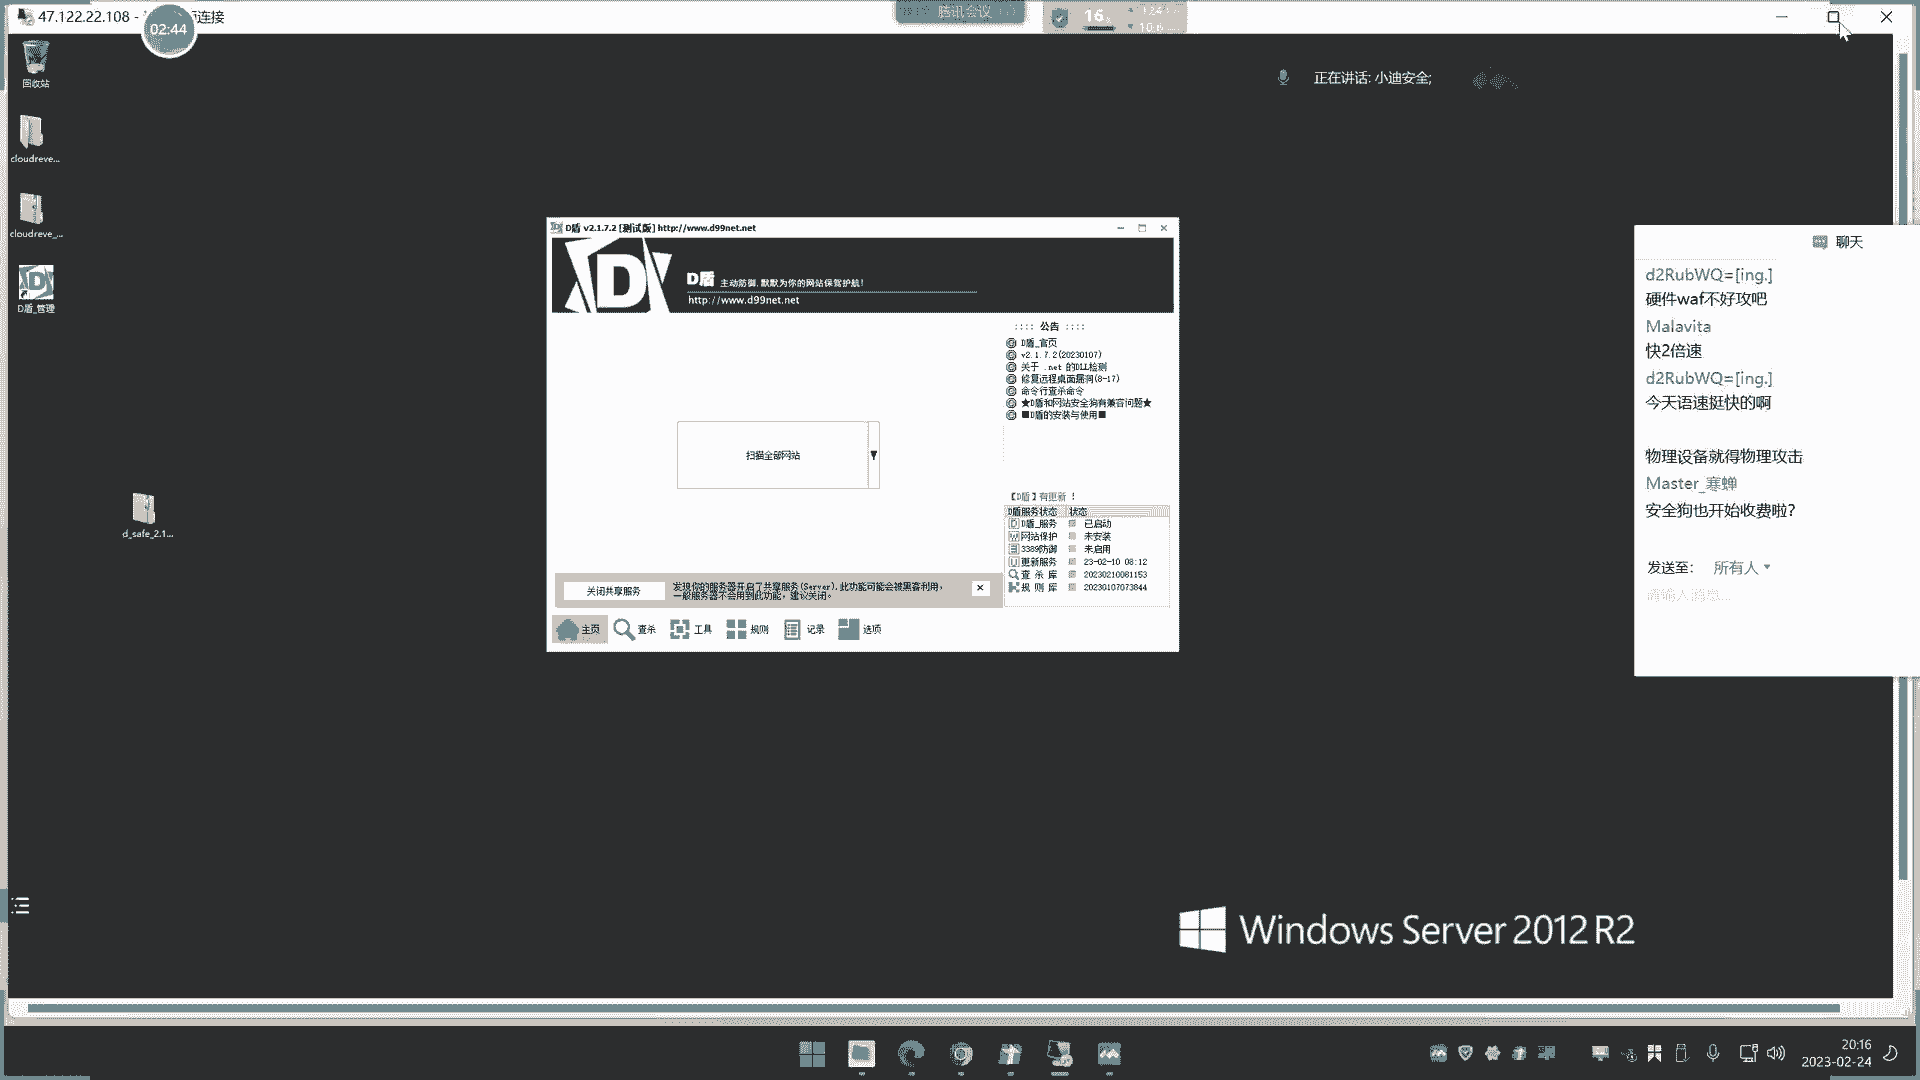 47.122.22.108 -
连接
02:44
腾讯会议
16
回收站
cloudreve...
cloudreve_...
D盾_管理
d_safe_2.1...
正在讲话: 小迪安全;
D盾 v2.1.7.2 [测试版] http://www.d99net.net
D盾 主动防御,默默为你的网站保驾护航!
http://www.d99net.net
:::: 公告 ::::
D盾_官页
v2.1.7.2(20230107)
关于 .net 的DLL检测
修复远程桌面漏洞(8-17)
命令行查杀命令
★D盾和网站安全狗有兼容问题★
■D盾的安装与使用■
扫描全部网站
【D盾】有更新 !
D盾服务状态 状态
D盾_服务 已启动
网站保护 未安装
3389防御 未启用
更新服务 23-02-10 08:12
查 杀 库 20230210081153
规 则 库 20230107073844
关闭共享服务
发现你的服务器开启了共享服务(Server),此功能可能会被黑客利用,
一般服务器不会用到此功能，建议关闭。
主页 查杀 工具 规则 记录 选项
聊天
d2RubWQ=[ing.]
硬件waf不好攻吧
Malavita
快2倍速
d2RubWQ=[ing.]
今天语速挺快的啊
物理设备就得物理攻击
Master_寒蝉
安全狗也开始收费啦?
发送至: 所有人
请输入消息...
Windows Server 2012 R2
20:16
2023-02-24